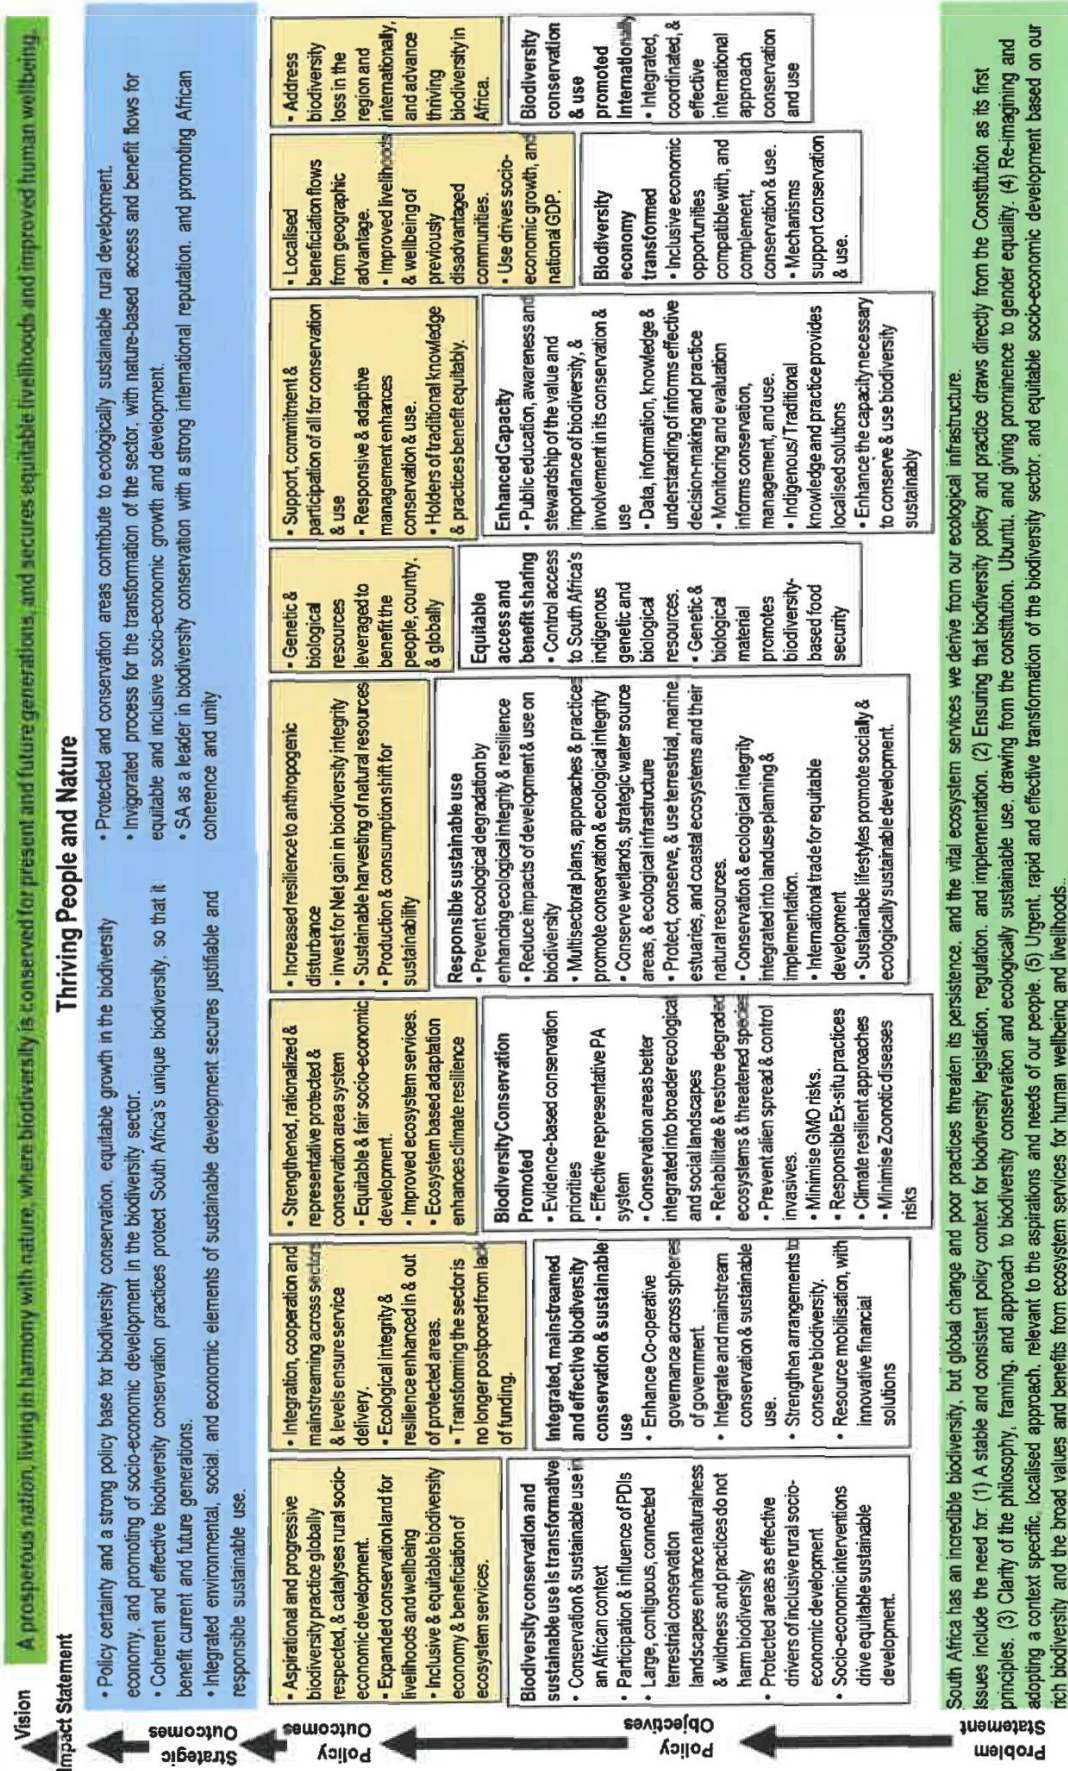 Vision
A prosperous nation, living in harmony with nature, where biodiversity is conserved for present and future generations, and secures equitable livelihoods and improved human wellbeing.
Impact Statement
Thriving People and Nature
Strategic
Outcomes
• Policy certainty and a strong policy base for biodiversity conservation, equitable growth in the biodiversity
economy, and promoting of socio-economic development in the biodiversity sector.
• Coherent and effective biodiversity conservation practices protect South Africa's unique biodiversity, so that it
benefit current and future generations.
• Integrated environmental, social, and economic elements of sustainable development secures justifiable and
responsible sustainable use.
• Protected and conservation areas contribute to ecologically sustainable rural development.
• Invigorated process for the transformation of the sector, with nature-based access and benefit flows for
equitable and inclusive socio-economic growth and development.
• SA as a leader in biodiversity conservation with a strong international reputation, and promoting African
coherence and unity
Policy
Outcomes
• Aspirational and progressive
biodiversity practice globally
respected, & catalyses rural socio-
economic development.
• Expanded conservation land for
livelihoods and wellbeing
• Inclusive & equitable biodiversity
economy & beneficiation of
ecosystem services.
• Integration, cooperation and
mainstreaming across sectors
& levels ensure service
delivery.
• Ecological integrity &
resilience enhanced in & out
of protected areas.
• Transforming the sector is
no longer postponed from lack
of funding.
• Strengthened, rationalized &
representative protected &
conservation area system
• Equitable & fair socio-economic
development.
• Improved ecosystem services.
• Ecosystem based adaptation
enhances climate resilience
• Increased resilience to anthropogenic
disturbance
• invest for Net gain in biodiversity integrity
• Sustainable harvesting of natural resources
• Production & consumption shift for
sustainability
• Genetic &
biological
resources
leveraged to
benefit the
people, country,
& globally
• Support, commitment &
participation of all for conservation
& use
• Responsive & adaptive
management enhances
conservation & use.
• Holders of traditional knowledge
& practices benefit equitably.
• Localised
beneficiation flows
from geographic
advantage.
• Improved livelihoods
& wellbeing of
previously
disadvantaged
communities.
• Use drives socio-
economic growth, and
national GDP.
• Address
biodiversity
loss in the
region and
internationally,
and advance
thriving
biodiversity in
Africa.
Policy
Objectives
Biodiversity conservation and
sustainable use is transformative
• Conservation & sustainable use in
an African context
• Participation & influence of PDIs
• Large, contiguous, connected
terrestrial conservation
landscapes enhance naturalness
& wildness and practices do not
harm biodiversity
• Protected areas as effective
drivers of inclusive rural socio-
economic development
• Socio-economic interventions
drive equitable sustainable
development.
Integrated, mainstreamed
and effective biodiversity
conservation & sustainable
use
• Enhance Co-operative
governance across spheres
of government.
• Integrate and mainstream
conservation & sustainable
use.
• Strengthen arrangements to
conserve biodiversity.
• Resource mobilisation, with
innovative financial
solutions
Biodiversity Conservation
Promoted
• Evidence-based conservation
priorities
• Effective representative PA
system
• Conservation areas better
integrated into broader ecological
and social landscapes
• Rehabilitate & restore degraded
ecosystems & threatened species
• Prevent alien spread & control
invasives.
• Minimise GMO risks.
• Responsible Ex-situ practices
• Climate resilient approaches
• Minimise Zoonotic diseases
risks
Responsible sustainable use
• Prevent ecological degradation by
enhancing ecological integrity & resilience
• Reduce impacts of development & use on
biodiversity
• Multisectoral plans, approaches & practices
promote conservation & ecological integrity
• Conserve wetlands, strategic water source
areas, & ecological infrastructure
• Protect, conserve, & use terrestrial, marine,
estuaries, and coastal ecosystems and their
natural resources.
• Conservation & ecological integrity
integrated into landuse planning &
implementation.
• International trade for equitable
development
• Sustainable lifestyles promote socially &
ecologically sustainable development.
Equitable
access and
benefit sharing
• Control access
to South Africa's
indigenous
genetic and
biological
resources.
• Genetic &
biological
material
promotes
biodiversity-
based food
security
Enhanced Capacity
• Public education, awareness and
stewardship of the value and
importance of biodiversity, &
involvement in its conservation &
use
• Data, information, knowledge &
understanding of informs effective
decision-making and practice
• Monitoring and evaluation
informs conservation,
management, and use.
• Indigenous/Traditional
knowledge and practice provides
localised solutions
• Enhance the capacity necessary
to conserve & use biodiversity
sustainably
Biodiversity
economy
transformed
• Inclusive economic
opportunities
compatible with, and
complement,
conservation & use.
• Mechanisms
support conservation
& use.
Biodiversity
conservation
& use
promoted
Internationally
• Integrated,
coordinated, &
effective
international
approach
conservation
and use
Problem
Statement
South Africa has an incredible biodiversity, but global change and poor practices threaten its persistence, and the vital ecosystem services we derive from our ecological infrastructure.
Issues include the need for: (1) A stable and consistent policy context for biodiversity legislation, regulation, and implementation. (2) Ensuring that biodiversity policy and practice draws directly from the Constitution as its first
principles. (3) Clarity of the philosophy, framing, and approach to biodiversity conservation and ecologically sustainable use, drawing from the constitution, Ubuntu, and giving prominence to gender equality. (4) Re-imagining and
adopting a context specific, localised approach, relevant to the aspirations and needs of our people. (5) Urgent, rapid and effective transformation of the biodiversity sector, and equitable socio-economic development based on our
rich biodiversity and the broad values and benefits from ecosystem services for human wellbeing and livelihoods..